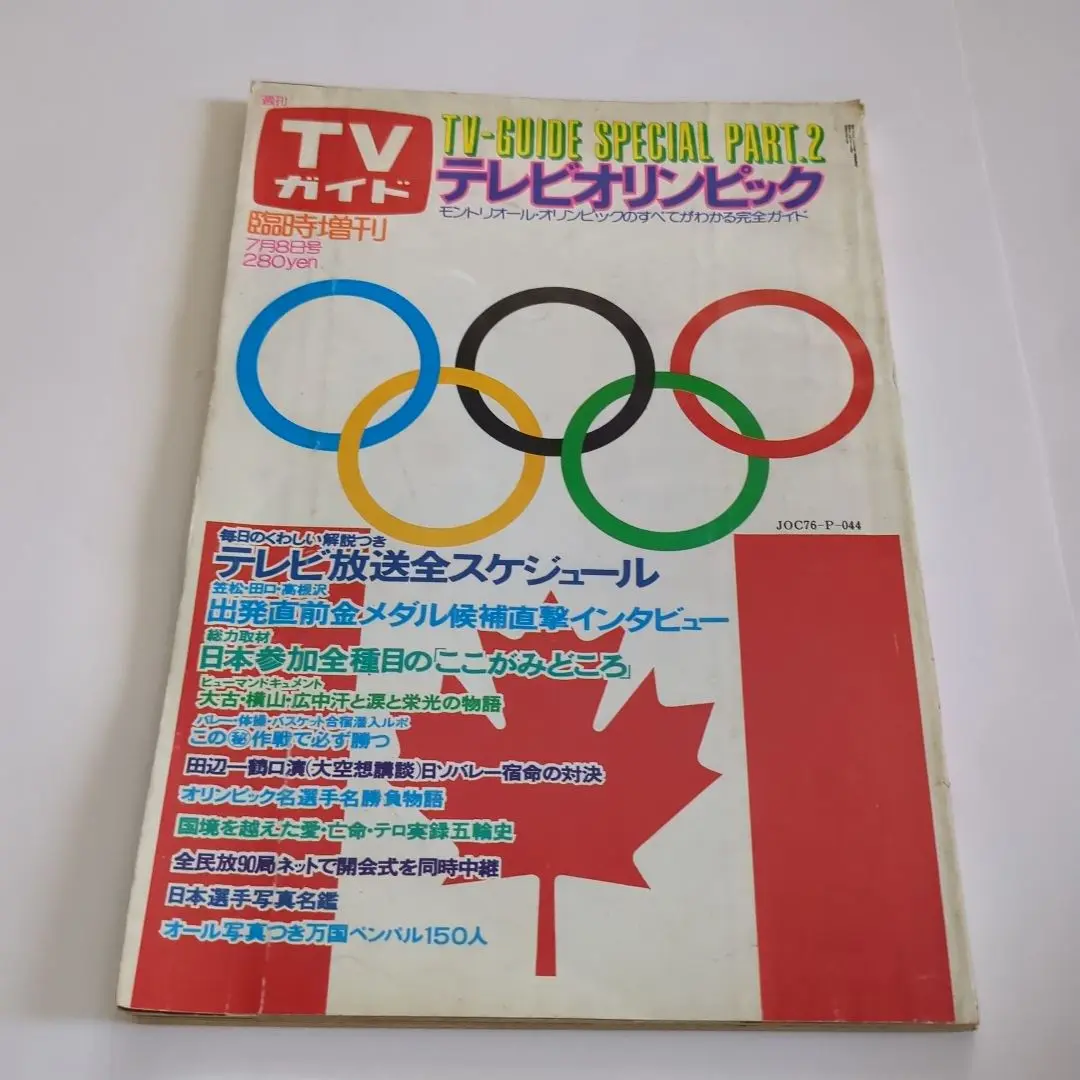 週刊
TV
ガイド
臨時増刊
7月8日号
280yen.
TV-GUIDE SPECIAL PART.2
テレビオリンピック
モントリオール・オリンピックのすべてがわかる完全ガイド
JOC76-P-044
毎日のくわしい解説つき
テレビ放送全スケジュール
笠松・田口・高根沢
出発直前金メダル候補直撃インタビュー
総力取材
日本参加全種目の「ここがみどころ」
ヒューマンドキュメント
大古・横山・広中汗と涙と栄光の物語
バレー・体操・バスケット合宿潜入ルポ
この㊙作戦で必ず勝つ
田辺一鶴口演(大空想講談)日ソバレー宿命の対決
オリンピック名選手名勝負物語
国境を越えた愛・亡命・テロ実録五輪史
全民放90局ネットで開会式を同時中継
日本選手写真名鑑
オール写真つき万国ペンパル150人